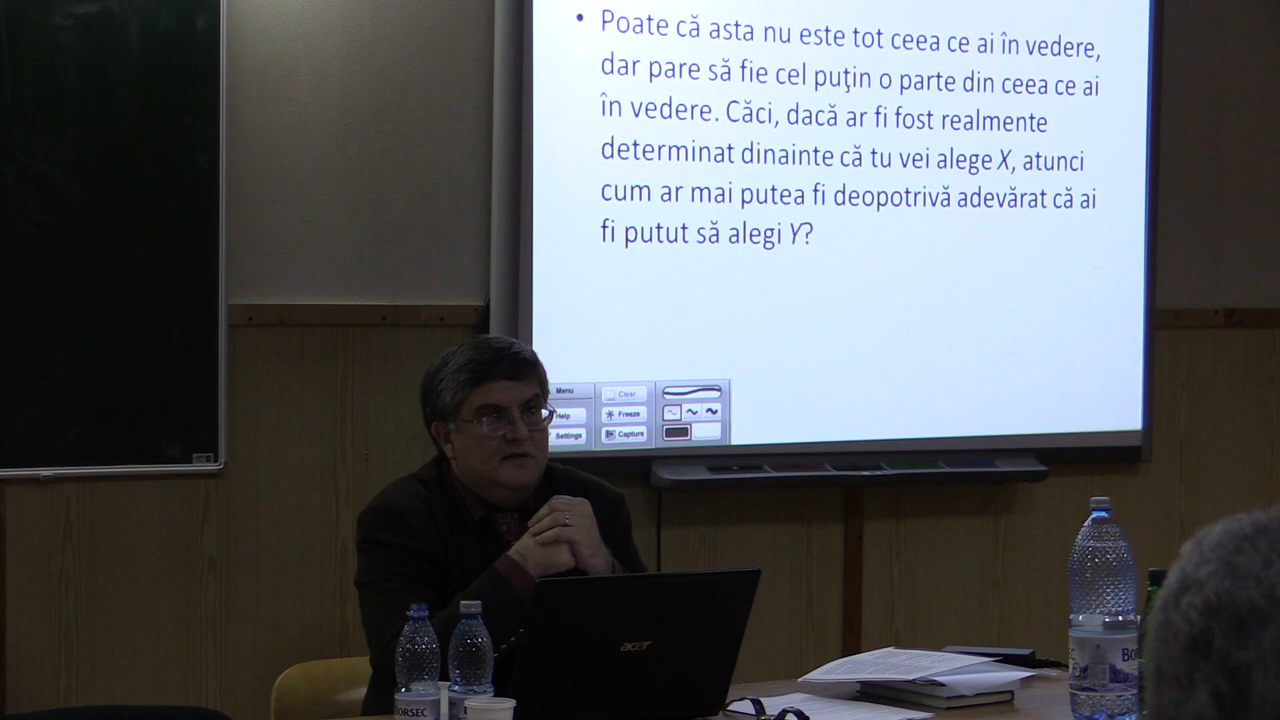 • Poate că asta nu este tot ceea ce ai în vedere,
dar pare să fie cel puţin o parte din ceea ce ai
în vedere. Căci, dacă ar fi fost realmente
determinat dinainte că tu vei alege X, atunci
cum ar mai putea fi deopotrivă adevărat că ai
fi putut să alegi Y?
Menu
Clear
Help
Freeze
Settings
Capture
acer
BORSEC